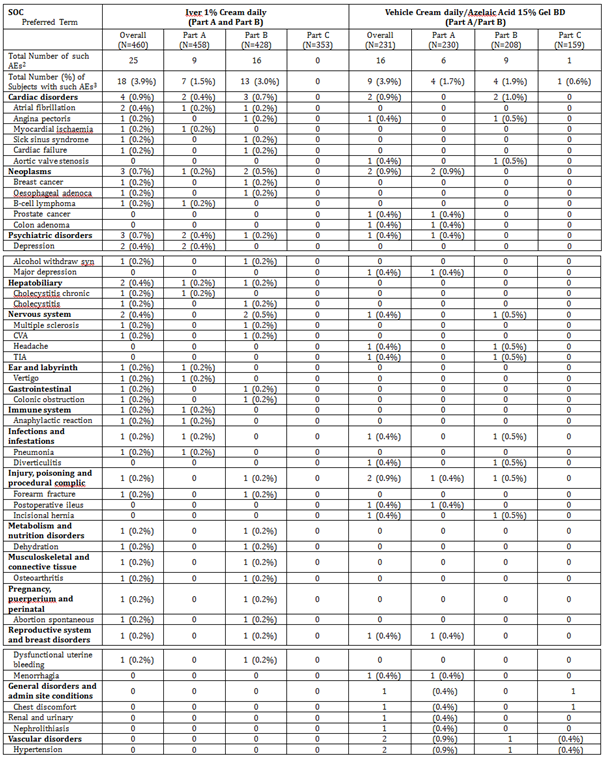 SOC Iver 1% Cream daily Vehicle Cream daily/Azelaic Acid 15% Gel BD
Preferred Term (Part A and Part B) (Part A/Part B)
Overall Part A Part B Part C Overall Part A Part B Part C
(N=460) (N=458) (N=428) (N=353) (N=231) (N=230) (N=208) (N=159)
Total Number of such AEs2 25 9 16 0 16 6 9 1
Total Number (%) of Subjects with such AEs3 18 (3.9%) 7 (1.5%) 13 (3.0%) 0 9 (3.9%) 4 (1.7%) 4 (1.9%) 1 (0.6%)
Cardiac disorders 4 (0.9%) 2 (0.4%) 3 (0.7%) 0 2 (0.9%) 0 2 (1.0%) 0
Atrial fibrillation 2 (0.4%) 1 (0.2%) 1 (0.2%) 0 0 0 0 0
Angina pectoris 1 (0.2%) 0 1 (0.2%) 0 1 (0.4%) 0 1 (0.5%) 0
Myocardial ischaemia 1 (0.2%) 1 (0.2%) 0 0 0 0 0 0
Sick sinus syndrome 1 (0.2%) 0 1 (0.2%) 0 0 0 0 0
Cardiac failure 1 (0.2%) 0 1 (0.2%) 0 0 0 0 0
Aortic valve stenosis 0 0 0 0 1 (0.4%) 0 1 (0.5%) 0
Neoplasms 3 (0.7%) 1 (0.2%) 2 (0.5%) 0 2 (0.9%) 2 (0.9%) 0 0
Breast cancer 1 (0.2%) 0 1 (0.2%) 0 0 0 0 0
Oesophageal adenoca 1 (0.2%) 0 1 (0.2%) 0 0 0 0 0
B-cell lymphoma 1 (0.2%) 1 (0.2%) 0 0 0 0 0 0
Prostate cancer 0 0 0 0 1 (0.4%) 1 (0.4%) 0 0
Colon adenoma 0 0 0 0 1 (0.4%) 1 (0.4%) 0 0
Psychiatric disorders 3 (0.7%) 2 (0.4%) 1 (0.2%) 0 1 (0.4%) 1 (0.4%) 0 0
Depression 2 (0.4%) 2 (0.4%) 0 0 0 0 0 0
Alcohol withdraw syn 1 (0.2%) 0 1 (0.2%) 0 0 0 0 0
Major depression 0 0 0 0 1 (0.4%) 1 (0.4%) 0 0
Hepatobiliary 2 (0.4%) 1 (0.2%) 1 (0.2%) 0 0 0 0 0
Cholecystitis chronic 1 (0.2%) 1 (0.2%) 0 0 0 0 0 0
Cholecystitis 1 (0.2%) 0 1 (0.2%) 0 0 0 0 0
Nervous system 2 (0.4%) 0 2 (0.5%) 0 1 (0.4%) 0 1 (0.5%) 0
Multiple sclerosis 1 (0.2%) 0 1 (0.2%) 0 0 0 0 0
CVA 1 (0.2%) 0 1 (0.2%) 0 0 0 0 0
Headache 0 0 0 0 1 (0.4%) 0 1 (0.5%) 0
TIA 0 0 0 0 1 (0.4%) 0 1 (0.5%) 0
Ear and labyrinth 1 (0.2%) 1 (0.2%) 0 0 0 0 0 0
Vertigo 1 (0.2%) 1 (0.2%) 0 0 0 0 0 0
Gastrointestinal 1 (0.2%) 0 1 (0.2%) 0 0 0 0 0
Colonic obstruction 1 (0.2%) 0 1 (0.2%) 0 0 0 0 0
Immune system 1 (0.2%) 1 (0.2%) 0 0 0 0 0 0
Anaphylactic reaction 1 (0.2%) 1 (0.2%) 0 0 0 0 0 0
Infections and infestations 1 (0.2%) 1 (0.2%) 0 0 1 (0.4%) 0 1 (0.5%) 0
Pneumonia 1 (0.2%) 1 (0.2%) 0 0 0 0 0 0
Diverticulitis 0 0 0 0 1 (0.4%) 0 1 (0.5%) 0
Injury, poisoning and procedural complic 1 (0.2%) 0 1 (0.2%) 0 2 (0.9%) 1 (0.4%) 1 (0.5%) 0
Forearm fracture 1 (0.2%) 0 1 (0.2%) 0 0 0 0 0
Postoperative ileus 0 0 0 0 1 (0.4%) 1 (0.4%) 0 0
Incisional hernia 0 0 0 0 1 (0.4%) 0 1 (0.5%) 0
Metabolism and nutrition disorders 1 (0.2%) 0 1 (0.2%) 0 0 0 0 0
Dehydration 1 (0.2%) 0 1 (0.2%) 0 0 0 0 0
Musculoskeletal and connective tissue 1 (0.2%) 0 1 (0.2%) 0 0 0 0 0
Osteoarthritis 1 (0.2%) 0 1 (0.2%) 0 0 0 0 0
Pregnancy, puerperium and perinatal 1 (0.2%) 0 1 (0.2%) 0 0 0 0 0
Abortion spontaneous 1 (0.2%) 0 1 (0.2%) 0 0 0 0 0
Reproductive system and breast disorders 1 (0.2%) 0 1 (0.2%) 0 1 (0.4%) 1 (0.4%) 0 0
Dysfunctional uterine bleeding 1 (0.2%) 0 1 (0.2%) 0 0 0 0 0
Menorrhagia 0 0 0 0 1 (0.4%) 1 (0.4%) 0 0
General disorders and admin site conditions 0 0 0 0 1 (0.4%) 0 1
Chest discomfort 0 0 0 0 1 (0.4%) 0 1
Renal and urinary 0 0 0 0 1 (0.4%) 0 0
Nephrolithiasis 0 0 0 0 1 (0.4%) 0 0
Vascular disorders 0 0 0 0 2 (0.9%) 1 (0.4%)
Hypertension 0 0 0 0 2 (0.9%) 1 (0.4%)